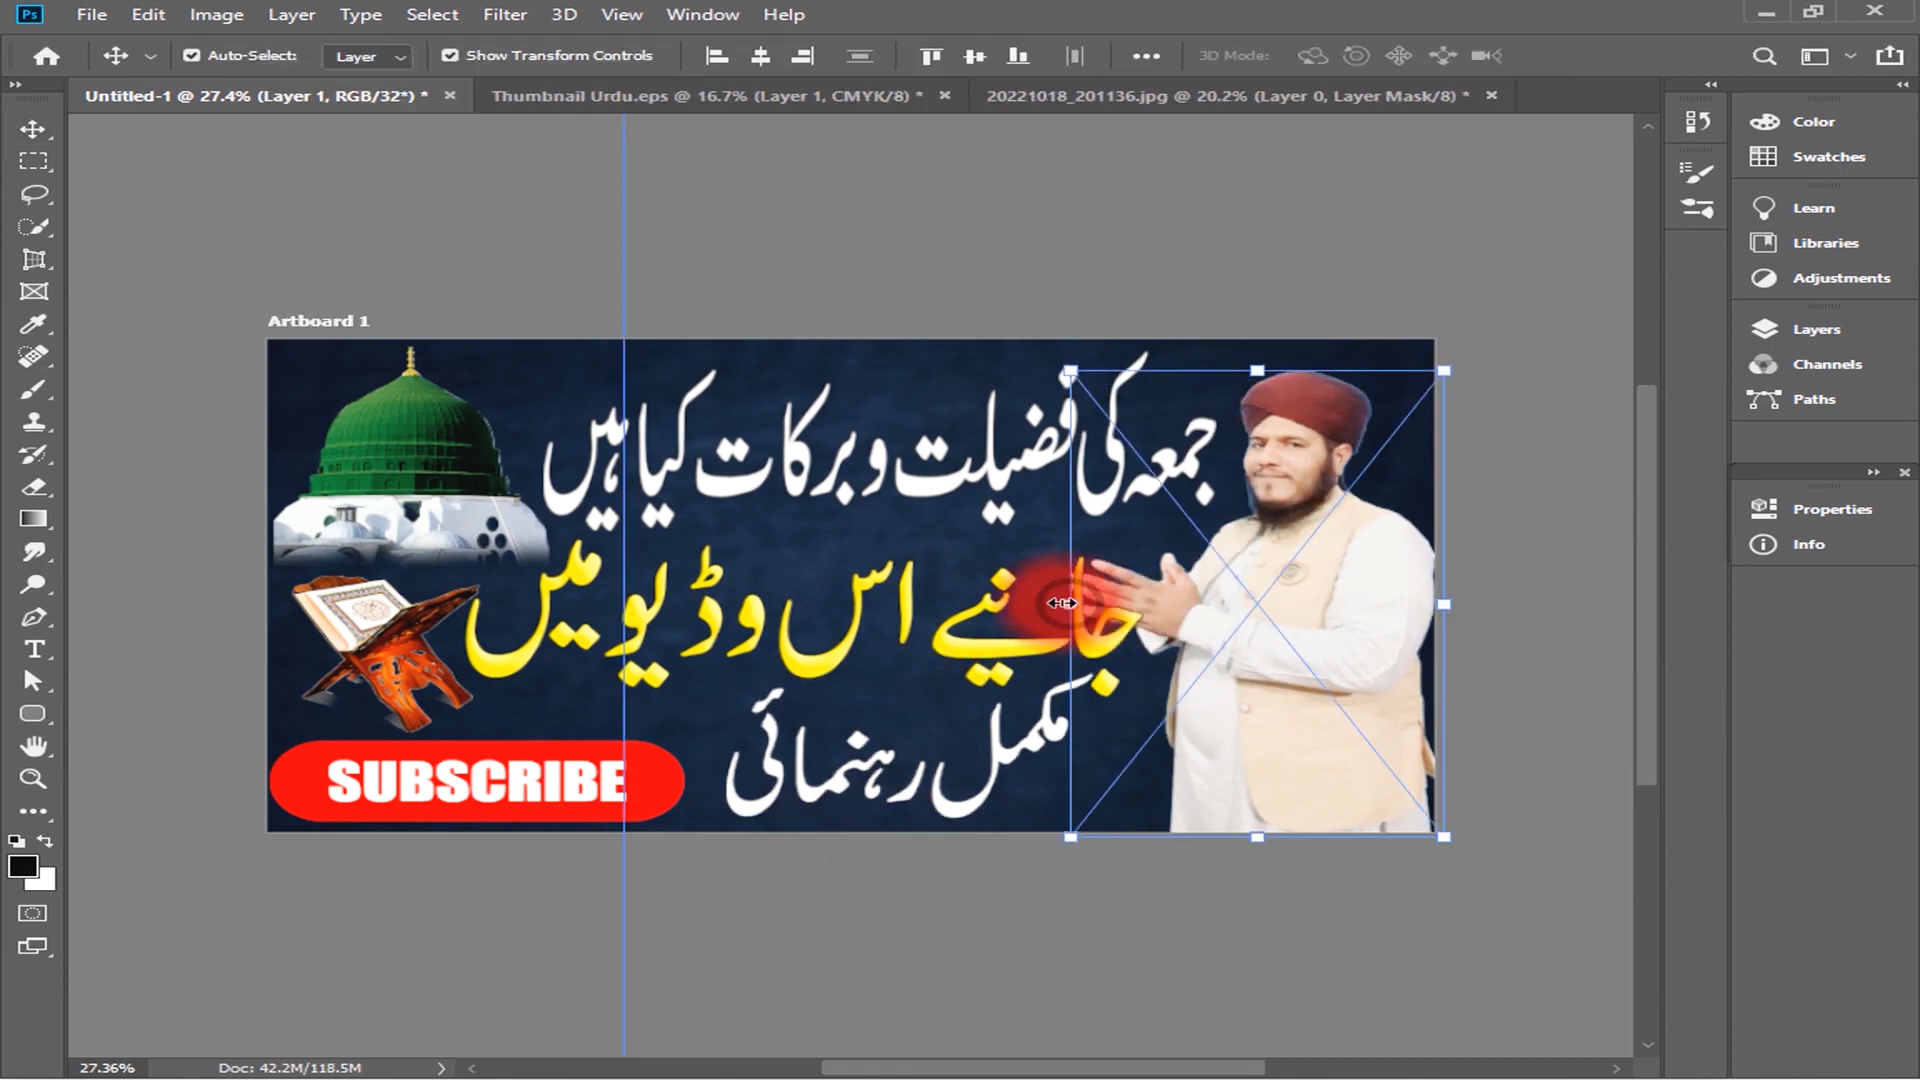 Ps File Edit Image Layer Type Select Filter 3D View Window Help
Auto-Select: Layer Show Transform Controls 3D Mode:
Untitled-1 @ 27.4% (Layer 1, RGB/32*) * Thumbnail Urdu.eps @ 16.7% (Layer 1, CMYK/8) * 20221018_201136.jpg @ 20.2% (Layer 0, Layer Mask/8) *
Color
Swatches
Learn
Libraries
Adjustments
Layers
Channels
Paths
Properties
Info
Artboard 1
جمعہ کی فضیلت و برکات کیا ہیں
جانیے اس وڈیو میں
مکمل رہنمائی
SUBSCRIBE
27.36% Doc: 42.2M/118.5M